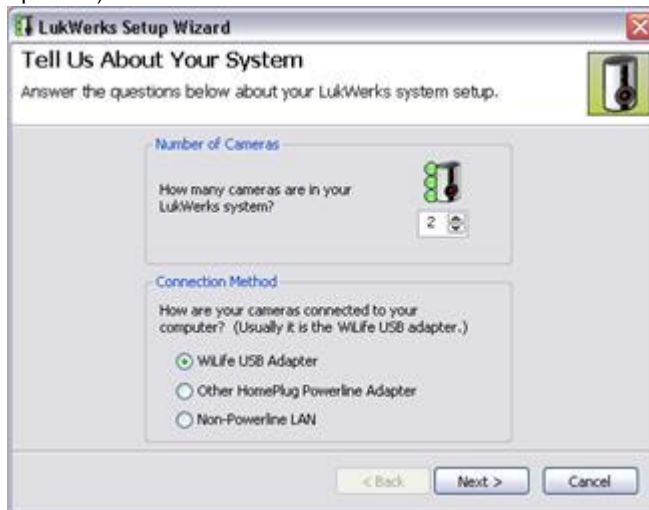 LukWerks Setup Wizard
Tell Us About Your System
Answer the questions below about your LukWerks system setup.
Number of Cameras
How many cameras are in your
LukWerks system?
2
Connection Method
How are your cameras connected to your
computer? (Usually it is the WiLife USB adapter.)
WiLife USB Adapter
Other HomePlug Powerline Adapter
Non-Powerline LAN
< Back
Next >
Cancel